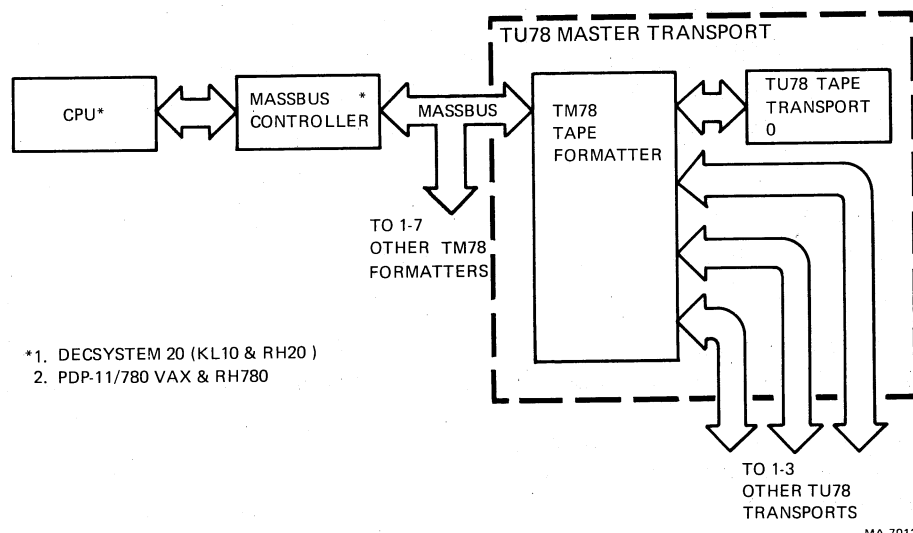 TU78 MASTER TRANSPORT
CPU*
MASSBUS *
CONTROLLER
MASSBUS
TM78
TAPE
FORMATTER
TU78 TAPE
TRANSPORT
0
TO 1-7
OTHER TM78
FORMATTERS
*1. DECSYSTEM 20 (KL10 & RH20 )
2. PDP-11/780 VAX & RH780
TO 1-3
OTHER TU78
TRANSPORTS